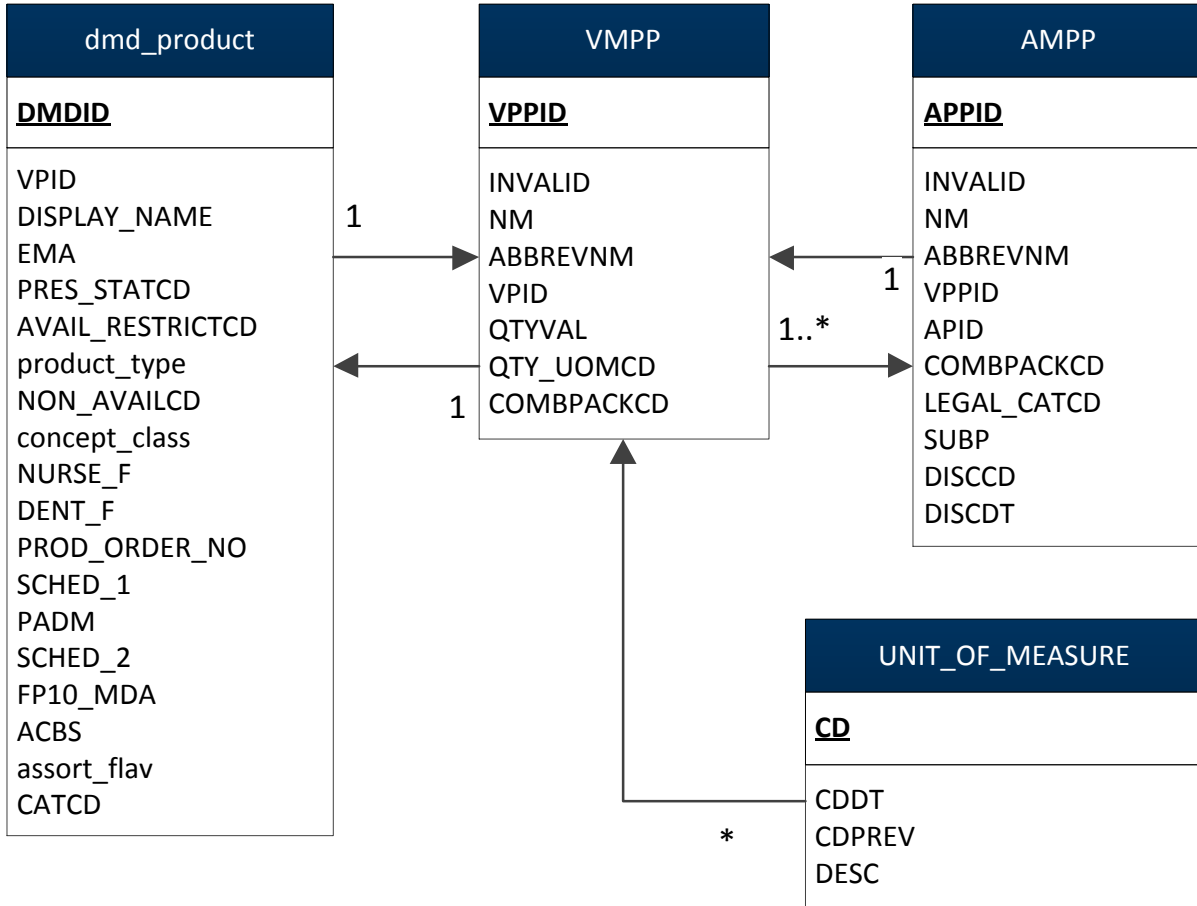 dmd_product
DMDID
VPID
DISPLAY_NAME
EMA
PRES_STATCD
AVAIL_RESTRICTCD
product_type
NON_AVAILCD
concept_class
NURSE_F
DENT_F
PROD_ORDER_NO
SCHED_1
PADM
SCHED_2
FP10_MDA
ACBS
assort_flav
CATCD
1
1
VMPP
VPPID
INVALID
NM
ABBREVNM
VPID
QTYVAL
QTY_UOMCD
COMBPACKCD
1
1..*
AMPP
APPID
INVALID
NM
ABBREVNM
VPPID
APID
COMBPACKCD
LEGAL_CATCD
SUBP
DISCCD
DISCDT
*
UNIT_OF_MEASURE
CD
CDDT
CDPREV
DESC